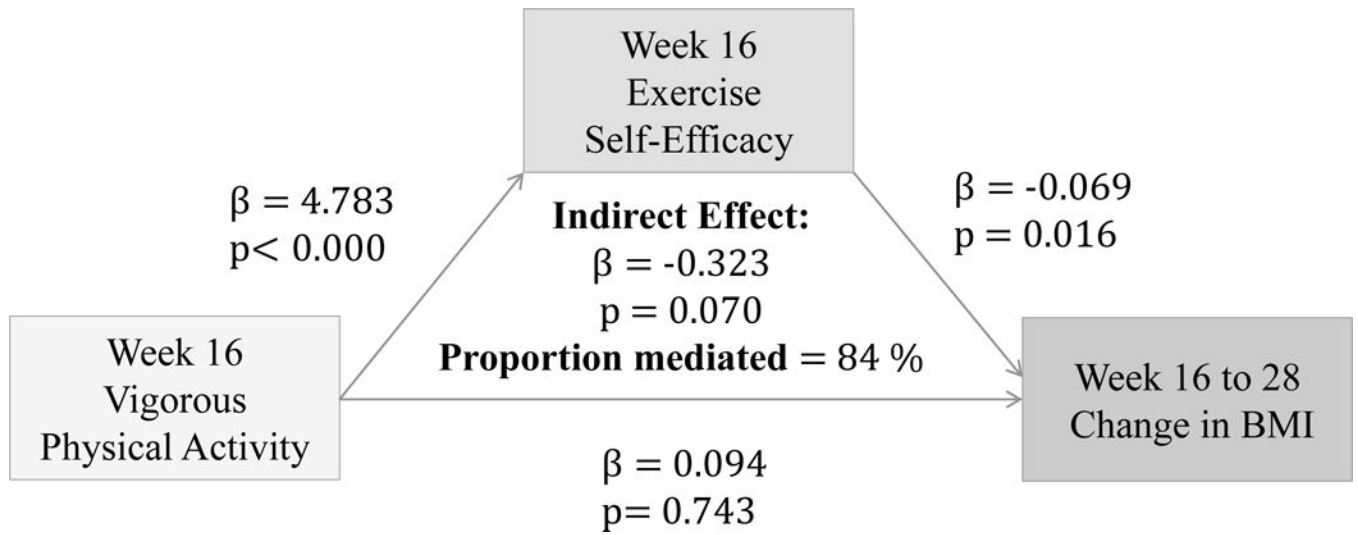 Week 16
Exercise
Self-Efficacy
β = 4.783
p< 0.000
Indirect Effect:
β = -0.323
p = 0.070
Proportion mediated = 84 %
β = -0.069
p = 0.016
Week 16
Vigorous
Physical Activity
Week 16 to 28
Change in BMI
β = 0.094
p= 0.743